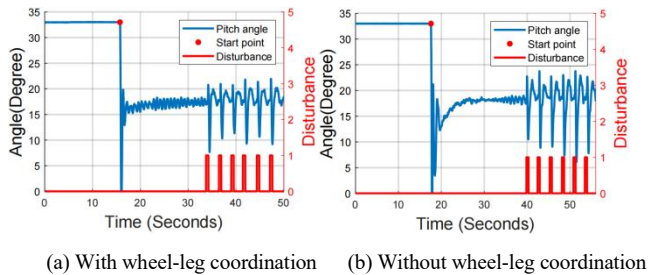 35
30
25
20
15
10
5
0
Angle(Degree)
0 10 20 30 40 50
Time (Seconds)
Pitch angle
Start point
Disturbance
5
4
3
2
1
0
Disturbance
(a) With wheel-leg coordination
35
30
25
20
15
10
5
0
Angle(Degree)
0 20 40
Time (Seconds)
Pitch angle
Start point
Disturbance
5
4
3
2
1
0
Disturbance
(b) Without wheel-leg coordination